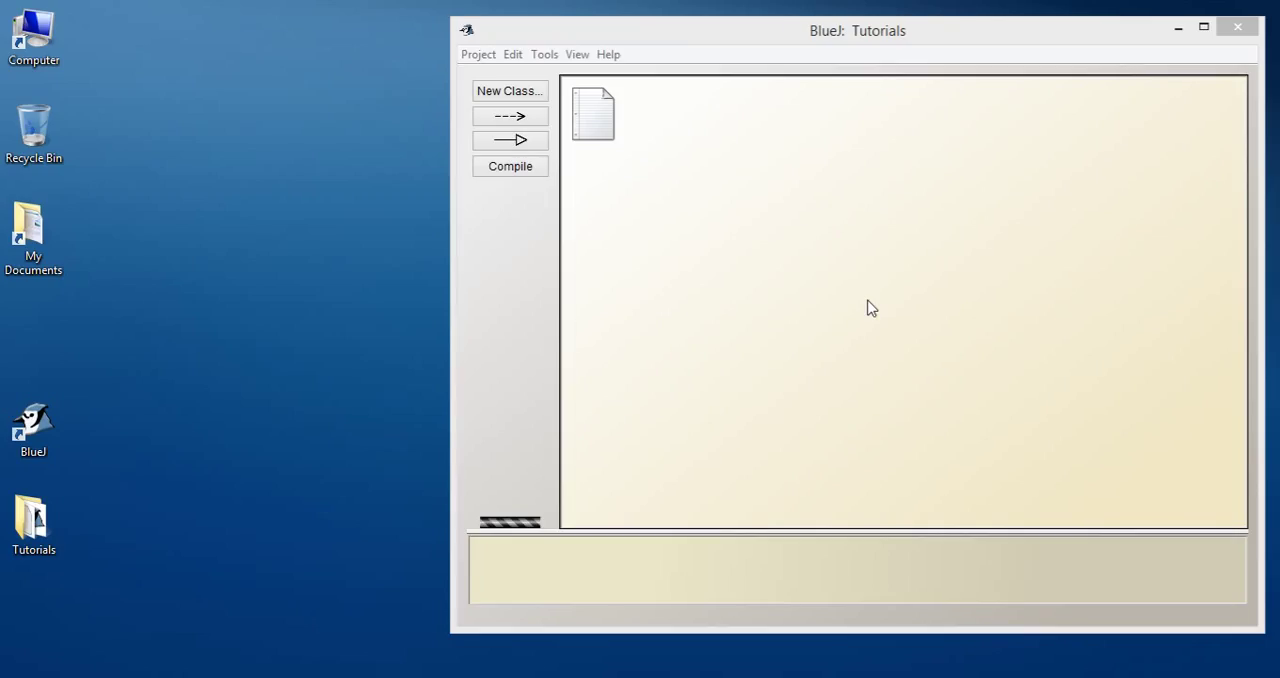 Computer
Recycle Bin
My
Documents
BlueJ
Tutorials
BlueJ: Tutorials
Project Edit Tools View Help
New Class...
Compile